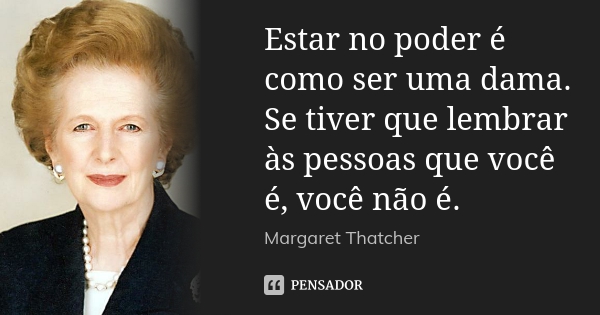 Estar no poder é
como ser uma dama.
Se tiver que lembrar
às pessoas que você
é, você não é.
Margaret Thatcher
PENSADOR